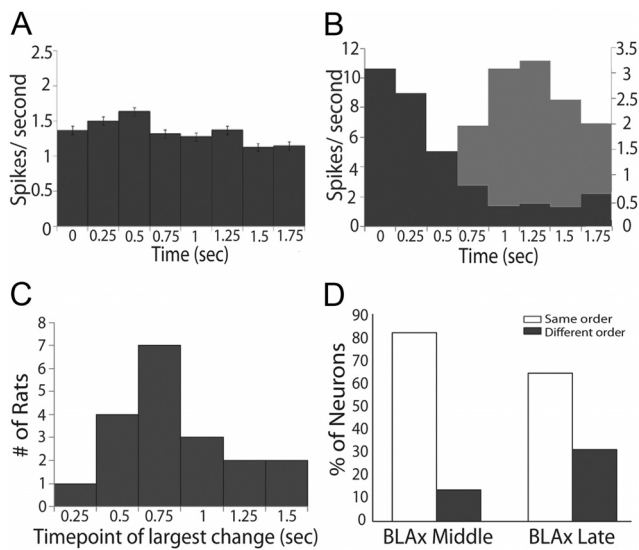 A
2.5
2
1.5
1
0.5
0
Spikes/ second
0 0.25 0.5 0.75 1 1.25 1.5 1.75
Time (sec)
B
12
10
8
6
4
2
0
Spikes/ second
3.5
3
2.5
2
1.5
1
0.5
0
0 0.25 0.5 0.75 1 1.25 1.5 1.75
Time (sec)
C
8
7
6
5
4
3
2
1
0
# of Rats
0.25 0.5 0.75 1 1.25 1.5
Timepoint of largest change (sec)
D
90
80
70
60
50
40
30
20
10
0
% of Neurons
Same order
Different order
BLAx Middle BLAx Late